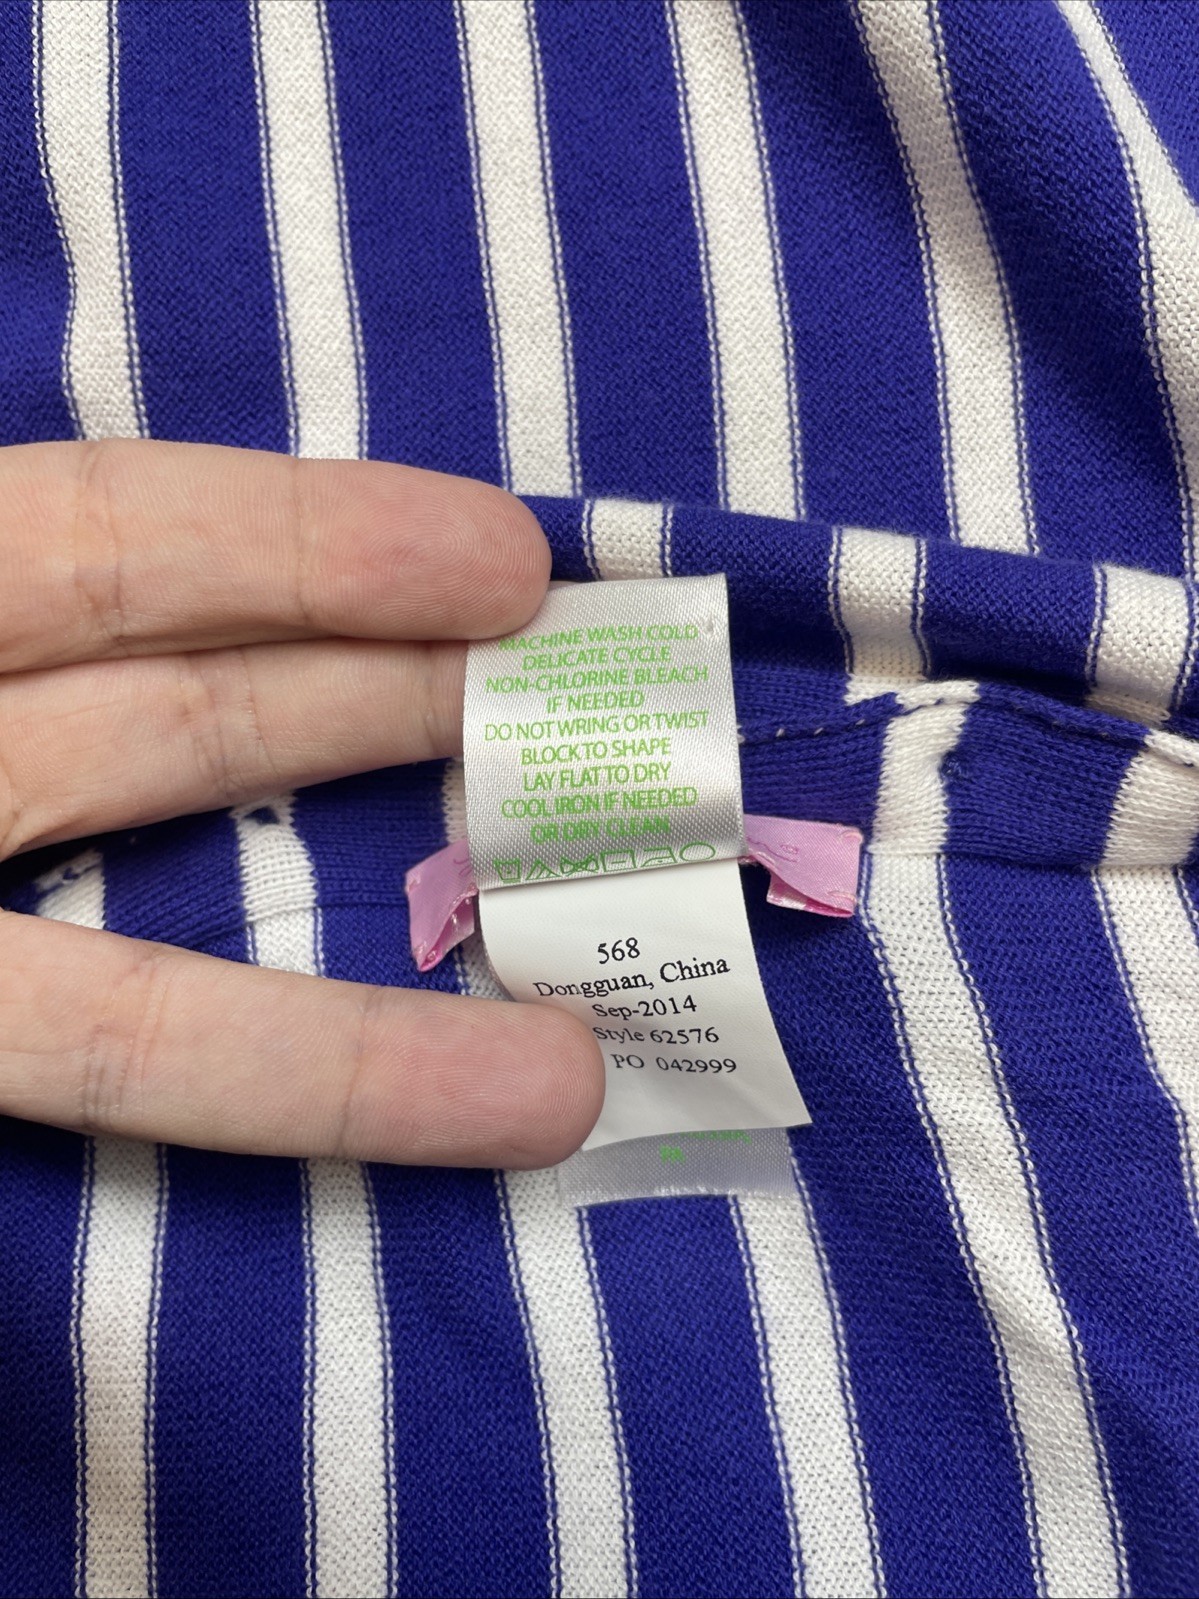 MACHINE WASH COLD
DELICATE CYCLE
NON-CHLORINE BLEACH
IF NEEDED
DO NOT WRING OR TWIST
BLOCK TO SHAPE
LAY FLAT TO DRY
COOL IRON IF NEEDED
OR DRY CLEAN
568
Dongguan, China
Sep-2014
Style 62576
PO 042999